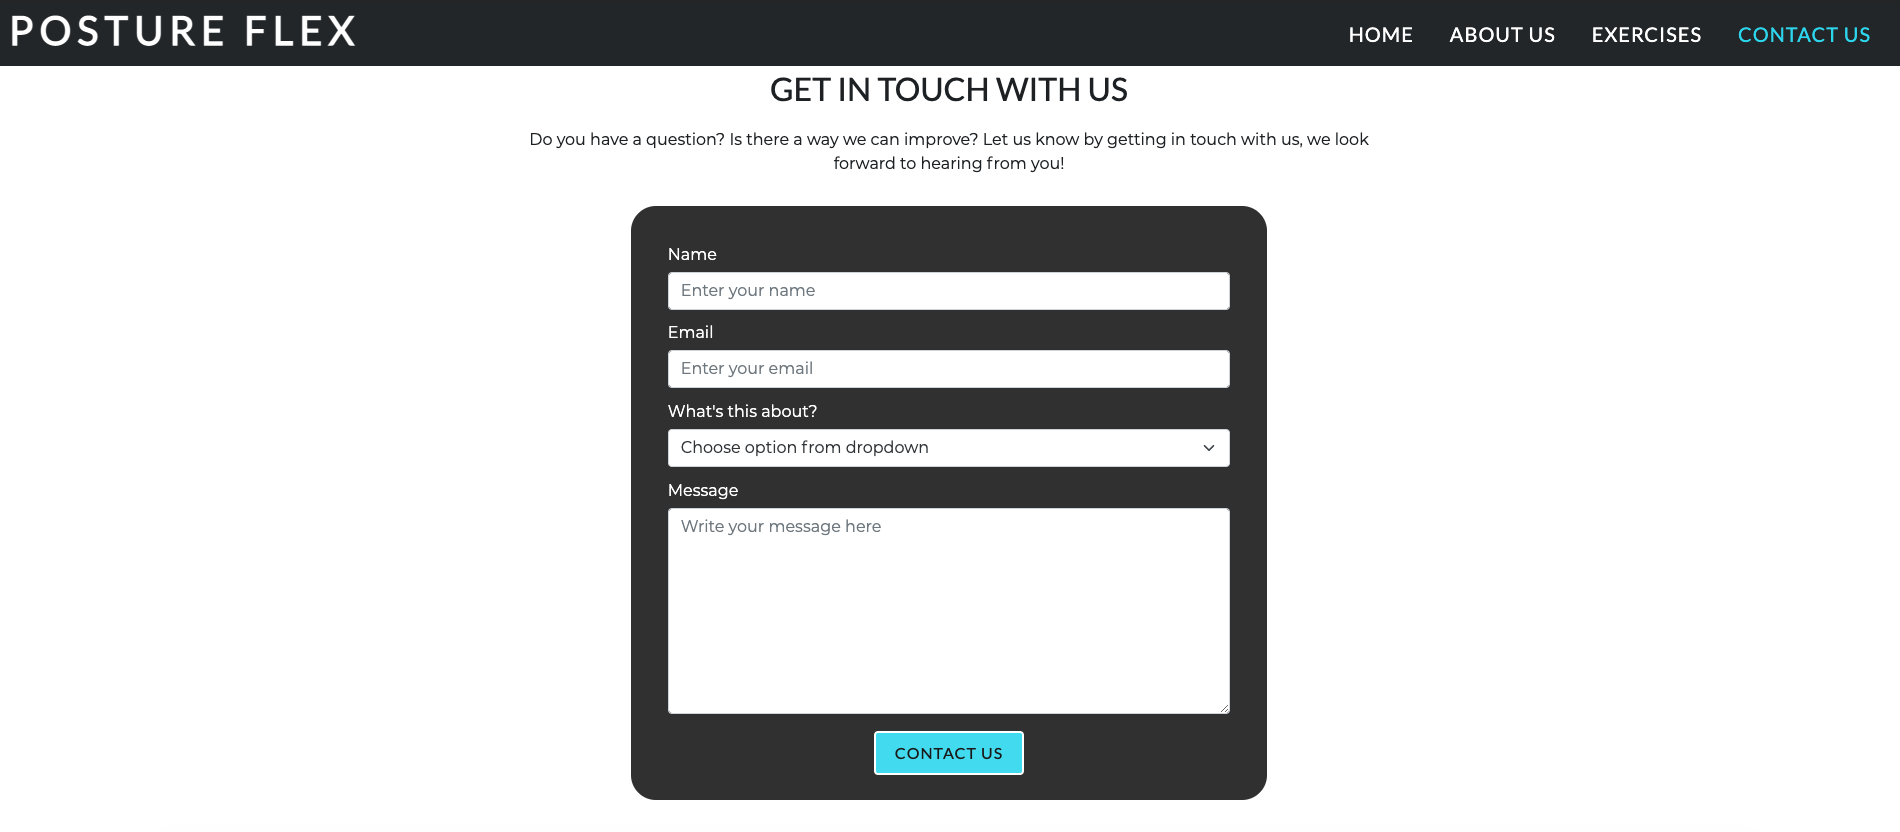 POSTURE FLEX
HOME ABOUT US EXERCISES CONTACT US
GET IN TOUCH WITH US
Do you have a question? Is there a way we can improve? Let us know by getting in touch with us, we look
forward to hearing from you!
Name
Enter your name
Email
Enter your email
What's this about?
Choose option from dropdown
Message
Write your message here
CONTACT US